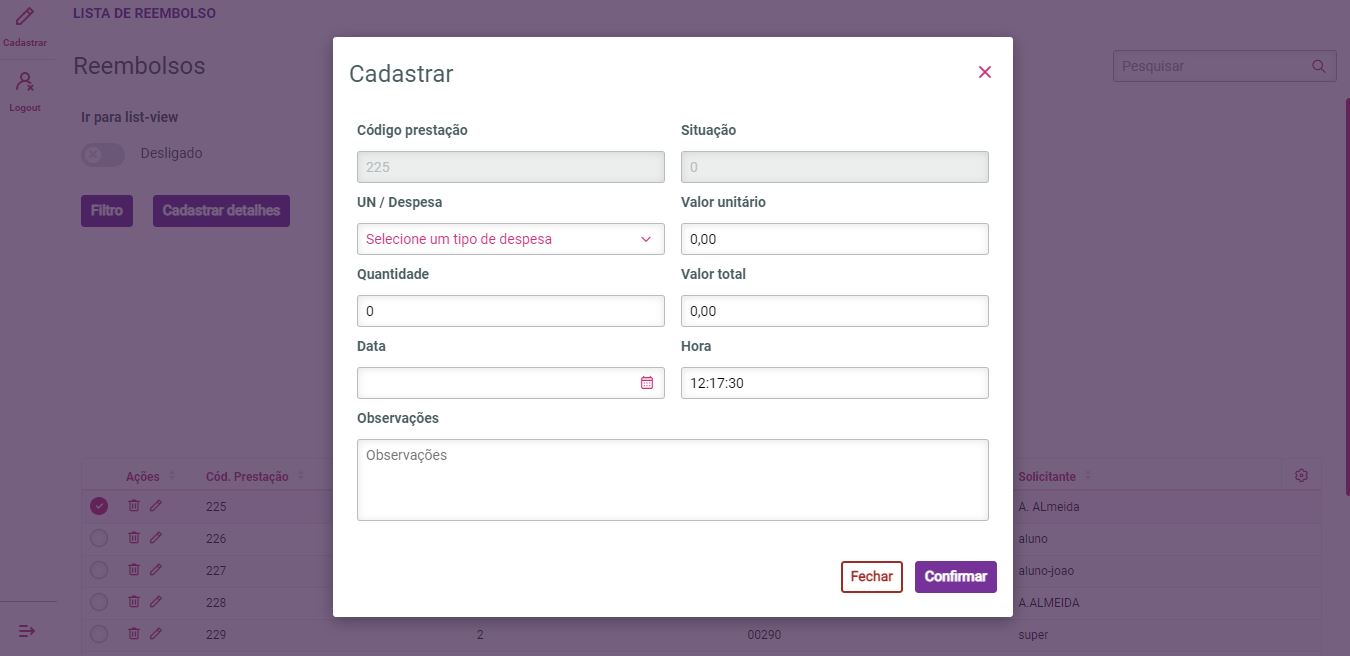 LISTA DE REEMBOLSO
Cadastrar
Logout
Reembolsos
Pesquisar
Ir para list-view
Desligado
Filtro
Cadastrar detalhes
Cadastrar
Código prestação
Situação
225
0
UN / Despesa
Valor unitário
Selecione um tipo de despesa
0,00
Quantidade
Valor total
0
0,00
Data
Hora
12:17:30
Observações
Observações
Fechar
Confirmar
Ações
Cód. Prestação
Solicitante
225
A. ALmeida
226
aluno
227
aluno-joao
228
A.ALMEIDA
229
2
00290
super